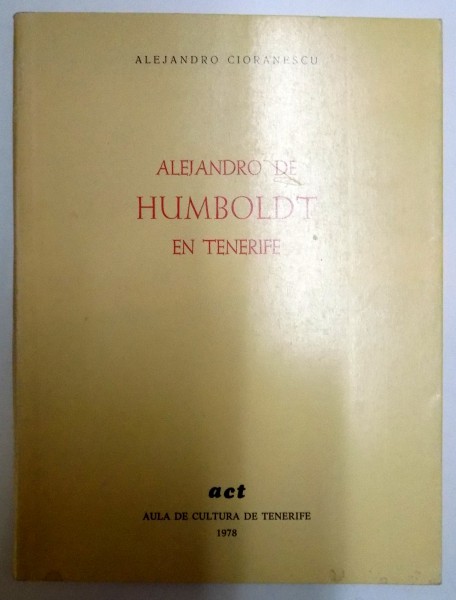 ALEJANDRO CIORANESCU
ALEJANDRO DE
HUMBOLDT
EN TENERIFE
act
AULA DE CULTURA DE TENERIFE
1978